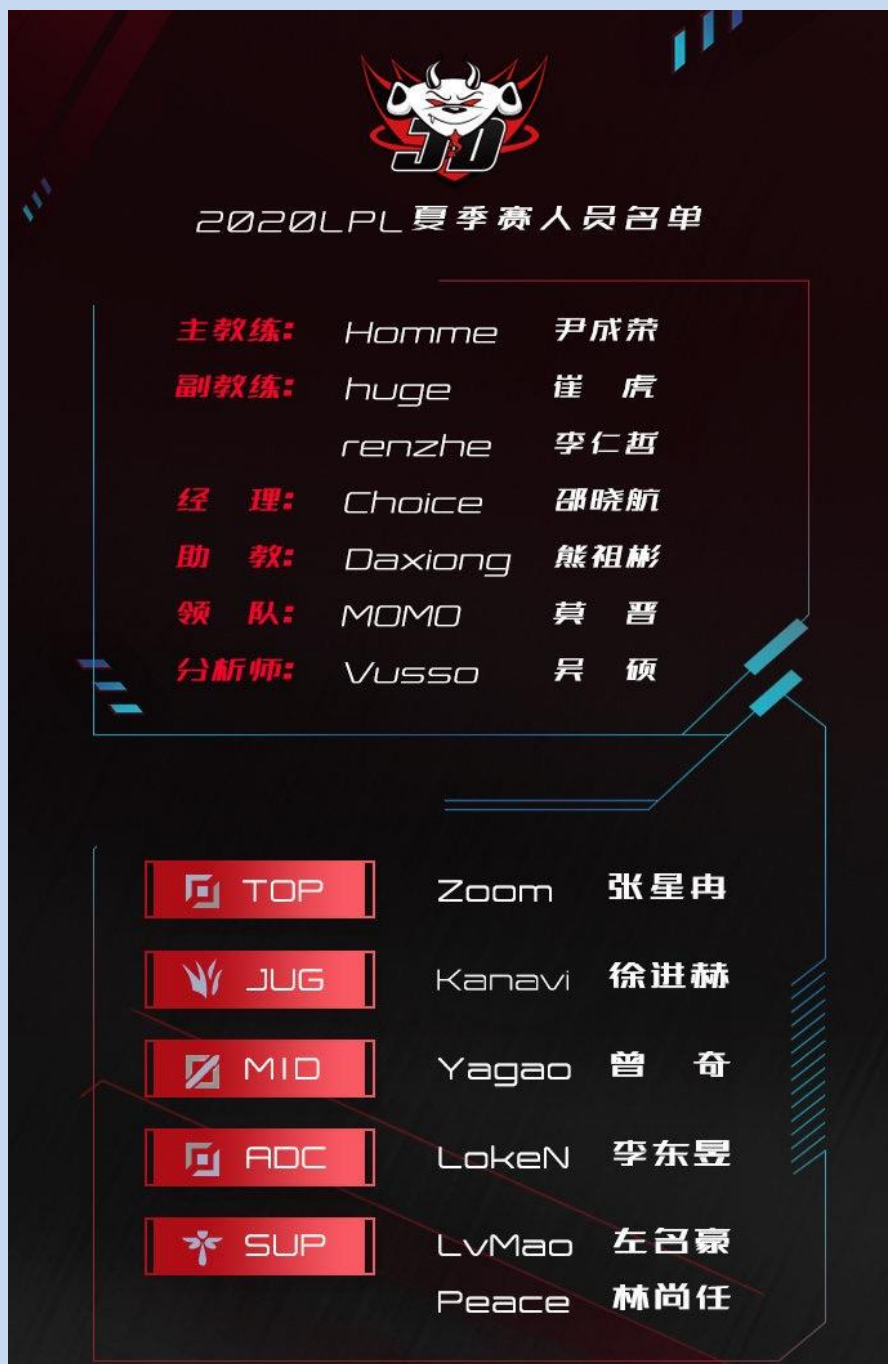 JD
2020LPL夏季赛人员名单
主教练: Homme 尹成荣
副教练: huge 崔 虎
renzhe 李仁哲
经 理: Choice 邵晓航
助 教: Daxiong 熊祖彬
领 队: MOMO 莫 晋
分析师: Vusso 吴 硕
TOP Zoom 张星冉
JUG Kanavi 徐进赫
MID Yagao 曾 奇
ADC LokeN 李东昱
SUP LvMao 左名豪
Peace 林尚任